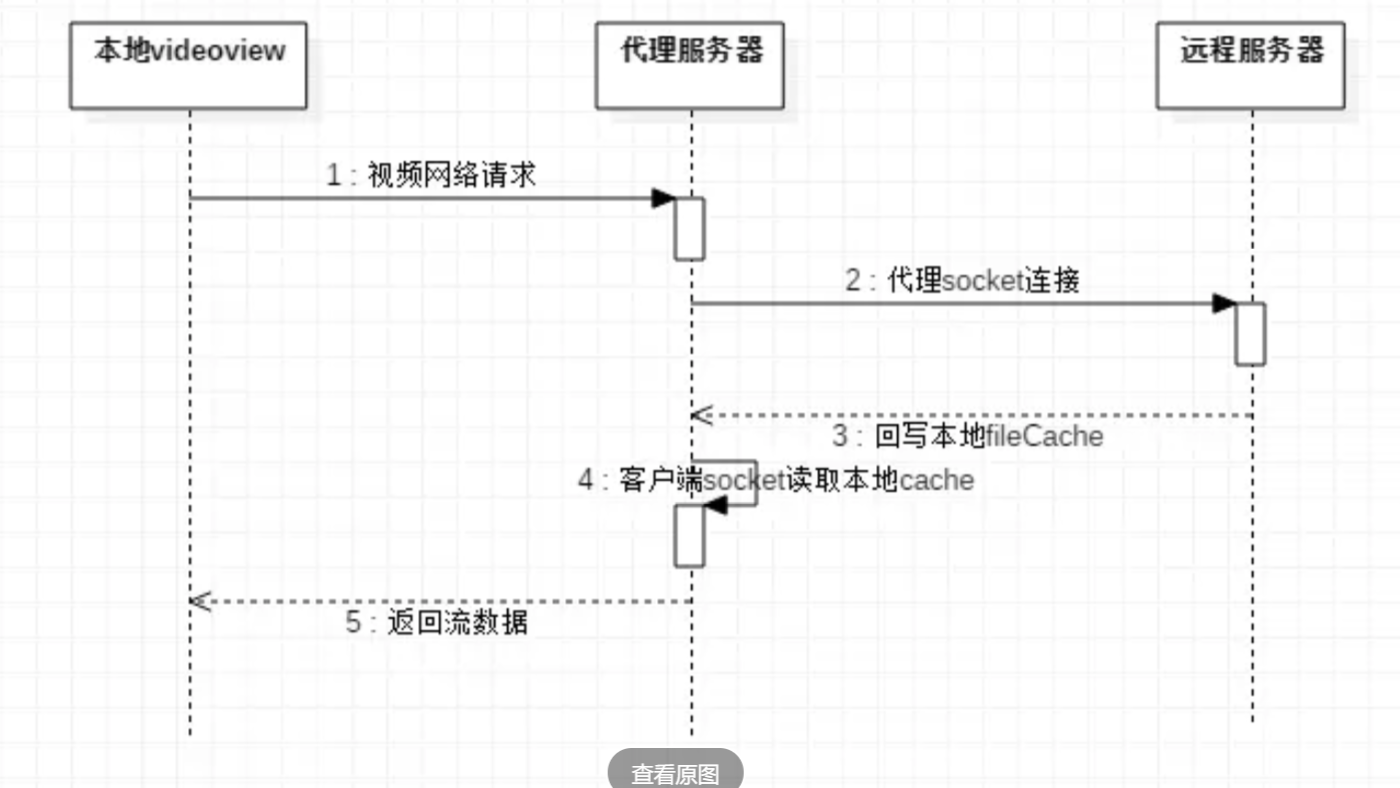 本地videoview
代理服务器
远程服务器
1 : 视频网络请求
2 : 代理socket连接
3 : 回写本地fileCache
4 : 客户端socket读取本地cache
5 : 返回流数据
查看原图